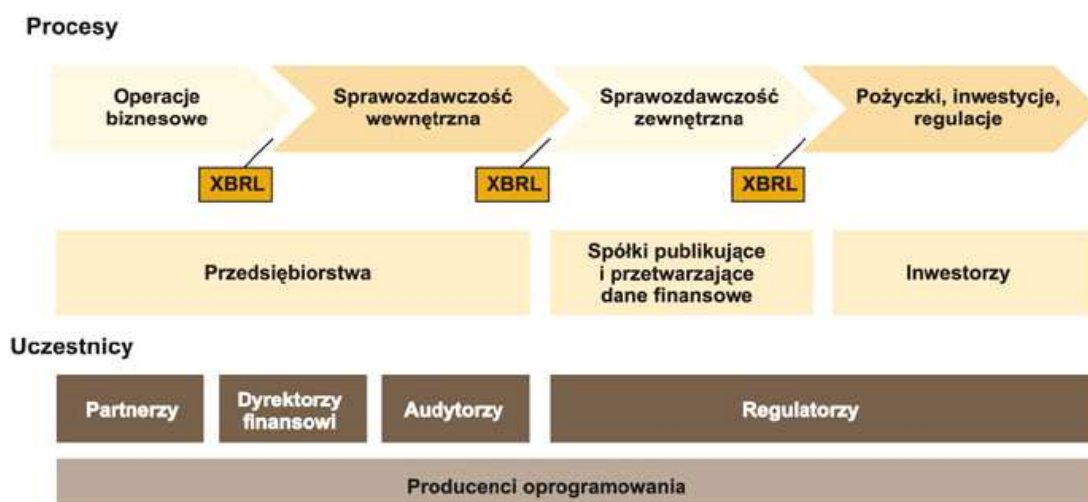 Procesy
Operacje
biznesowe
Sprawozdawczość
wewnętrzna
Sprawozdawczość
zewnętrzna
Pożyczki, inwestycje,
regulacje
XBRL
XBRL
XBRL
Przedsiębiorstwa
Spółki publikujące
i przetwarzające
dane finansowe
Inwestorzy
Uczestnicy
Partnerzy
Dyrektorzy
finansowi
Audytorzy
Regulatorzy
Producenci oprogramowania